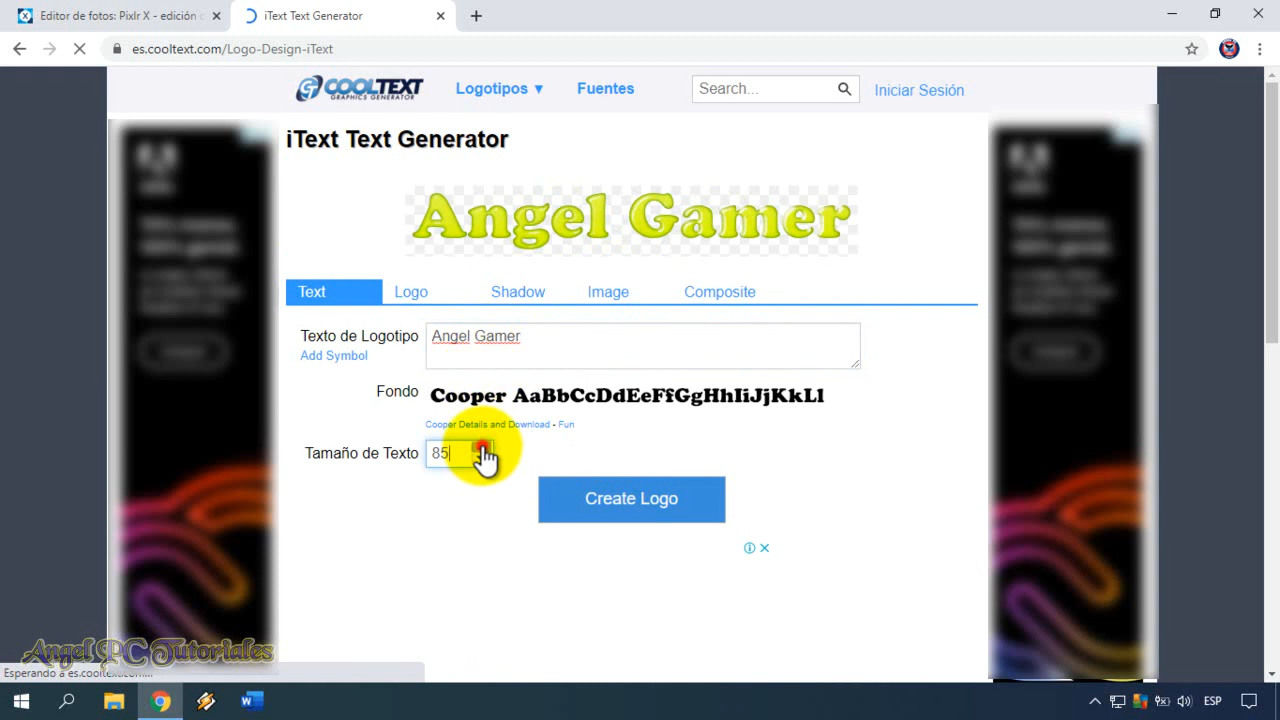 Editor de fotos: Pixlr X - edición
iText Text Generator
es.cooltext.com/Logo-Design-iText
COOLTEXT
GRAPHICS GENERATOR
Logotipos ▼
Fuentes
Search...
Iniciar Sesión
iText Text Generator
Angel Gamer
Text
Logo
Shadow
Image
Composite
Texto de Logotipo
Angel Gamer
Add Symbol
Fondo
Cooper AaBbCcDdEeFfGgHhIiJjKkLl
Cooper Details and Download - Fun
Tamaño de Texto
85
Create Logo
Angel PC Tutoriales
Esperando a es.cooltext.com...
ESP